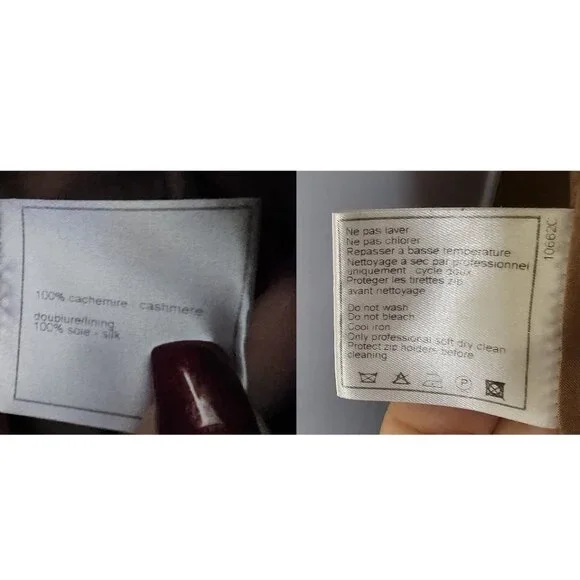 100% cachemire - cashmere
doublure/lining
100% soie - silk
Ne pas laver
Ne pas chlorer
Repasser a basse temperature
Nettoyage a sec par professionnel
uniquement cycle doux
Proteger les tirettes zip
avant nettoyage
Do not wash
Do not bleach
Cool iron
Only professional soft dry clean
Protect zip holders before
cleaning
P